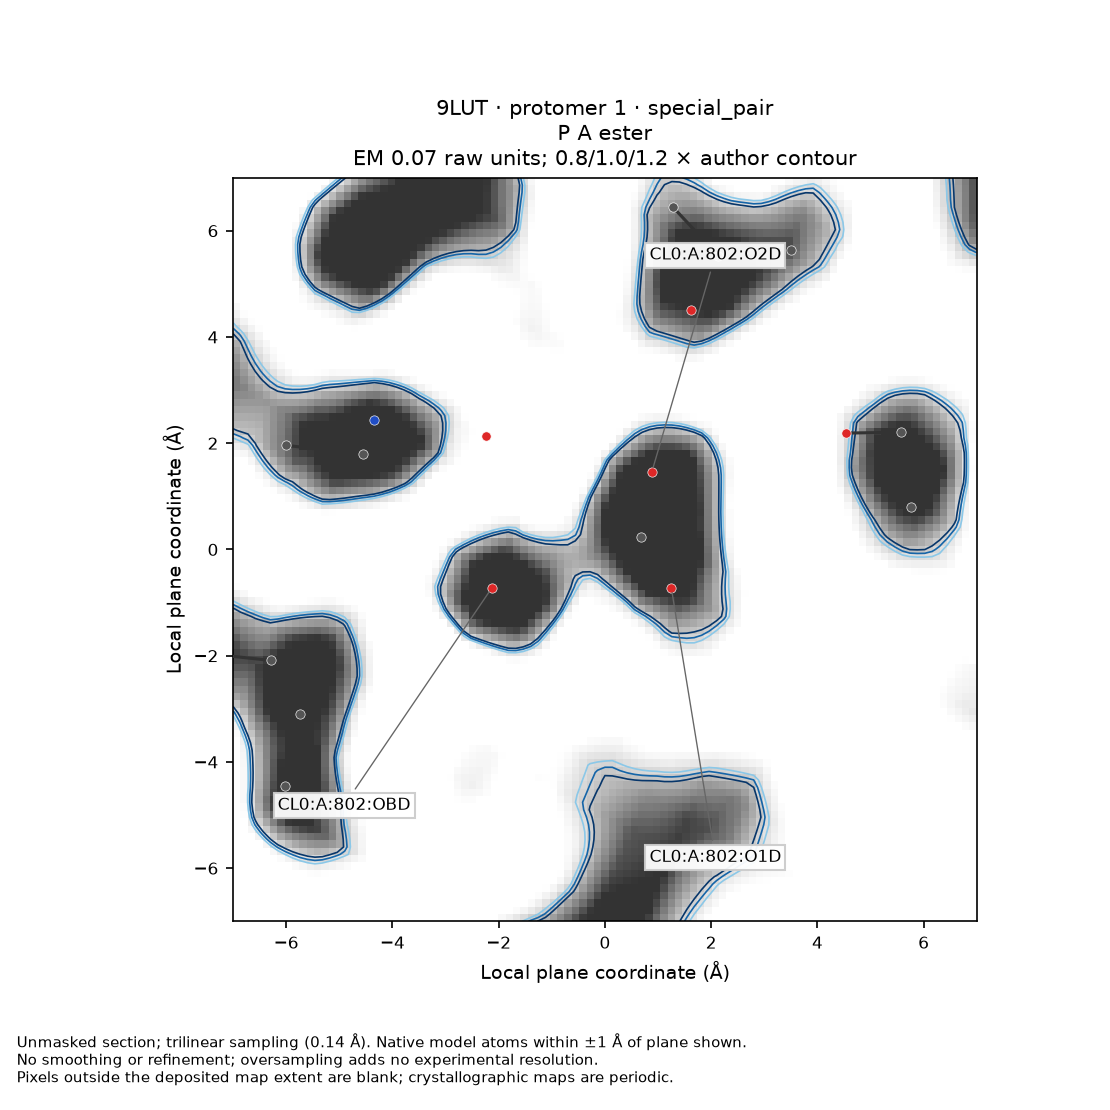 9LUT · protomer 1 · special_pair
P A ester
EM 0.07 raw units; 0.8/1.0/1.2 × author contour
6
4
2
0
−2
−4
−6
Local plane coordinate (Å)
CL0:A:802:O2D
CL0:A:802:OBD
CL0:A:802:O1D
−6 −4 −2 0 2 4 6
Local plane coordinate (Å)
Unmasked section; trilinear sampling (0.14 Å). Native model atoms within ±1 Å of plane shown.
No smoothing or refinement; oversampling adds no experimental resolution.
Pixels outside the deposited map extent are blank; crystallographic maps are periodic.